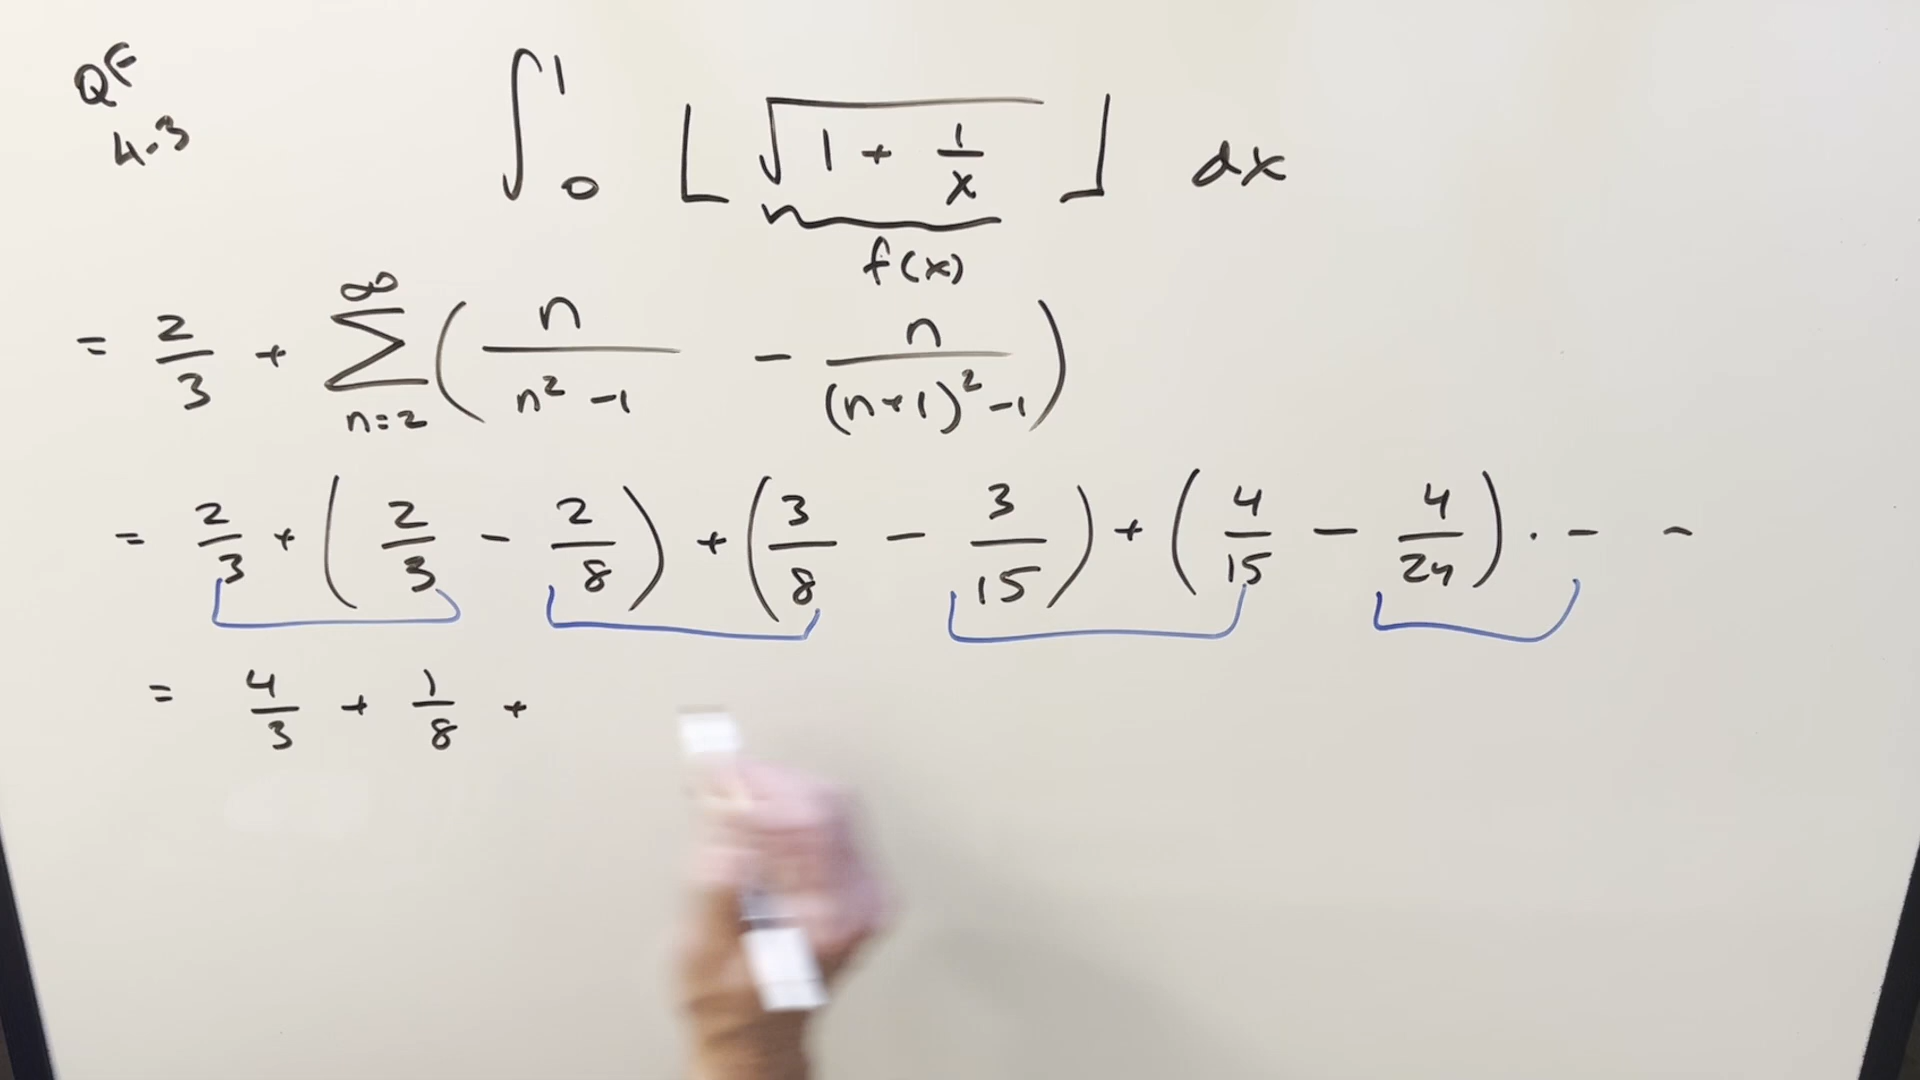 QF
4.3
∫₀¹ ⌊√(1 + 1/x)⌋ dx
f(x)
= 2/3 + ∑_{n=2}^{∞} ( n/(n² -1) - n/((n+1)² -1) )
= 2/3 + ( 2/3 - 2/8 ) + ( 3/8 - 3/15 ) + ( 4/15 - 4/24 ) . - -
= 4/3 + 1/8 +